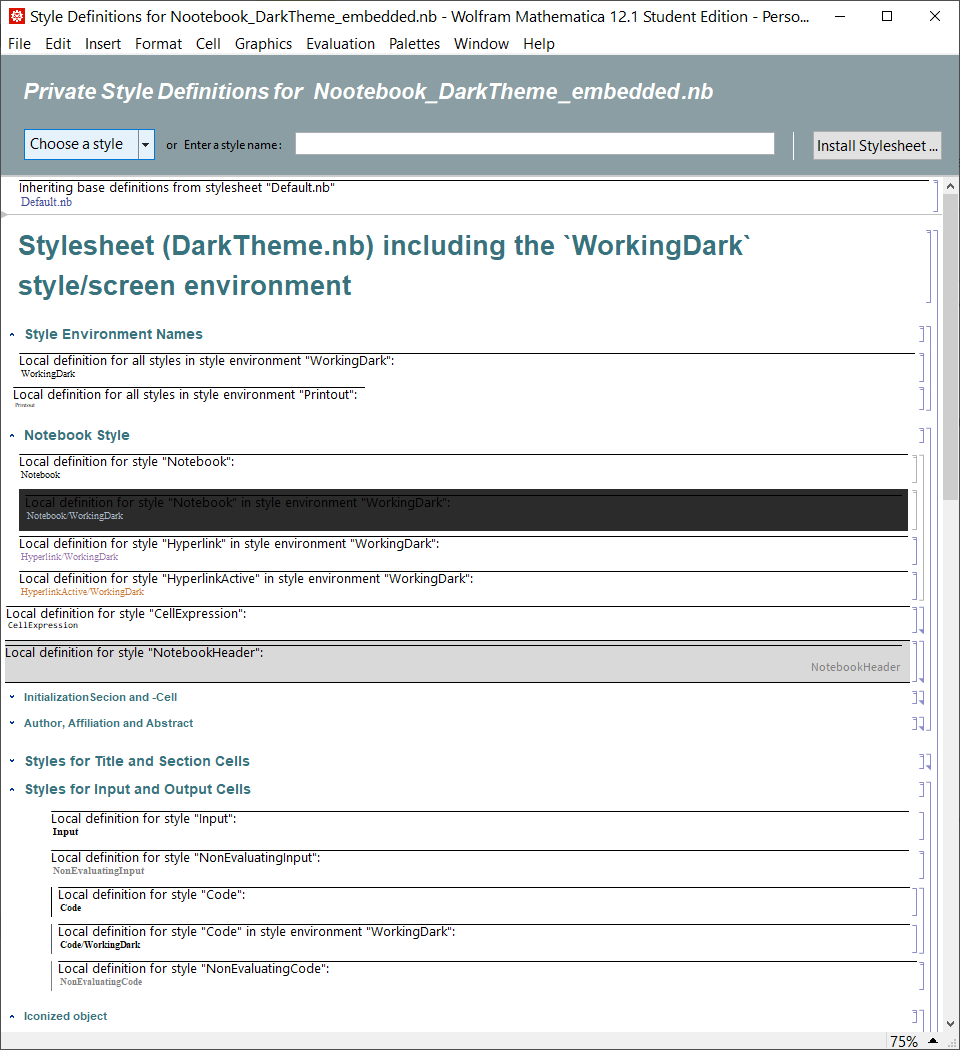 Style Definitions for Nootebook_DarkTheme_embedded.nb - Wolfram Mathematica 12.1 Student Edition - Perso...
File Edit Insert Format Cell Graphics Evaluation Palettes Window Help
Private Style Definitions for Nootebook_DarkTheme_embedded.nb
Choose a style or Enter a style name: Install Stylesheet ...
Inheriting base definitions from stylesheet "Default.nb"
Default.nb
Stylesheet (DarkTheme.nb) including the `WorkingDark`
style/screen environment
Style Environment Names
Local definition for all styles in style environment "WorkingDark":
WorkingDark
Local definition for all styles in style environment "Printout":
Printout
Notebook Style
Local definition for style "Notebook":
Notebook
Local definition for style "Notebook" in style environment "WorkingDark":
Notebook/WorkingDark
Local definition for style "Hyperlink" in style environment "WorkingDark":
Hyperlink/WorkingDark
Local definition for style "HyperlinkActive" in style environment "WorkingDark":
HyperlinkActive/WorkingDark
Local definition for style "CellExpression":
CellExpression
Local definition for style "NotebookHeader":
NotebookHeader
InitializationSecion and -Cell
Author, Affiliation and Abstract
Styles for Title and Section Cells
Styles for Input and Output Cells
Local definition for style "Input":
Input
Local definition for style "NonEvaluatingInput":
NonEvaluatingInput
Local definition for style "Code":
Code
Local definition for style "Code" in style environment "WorkingDark":
Code/WorkingDark
Local definition for style "NonEvaluatingCode":
NonEvaluatingCode
Iconized object
75%